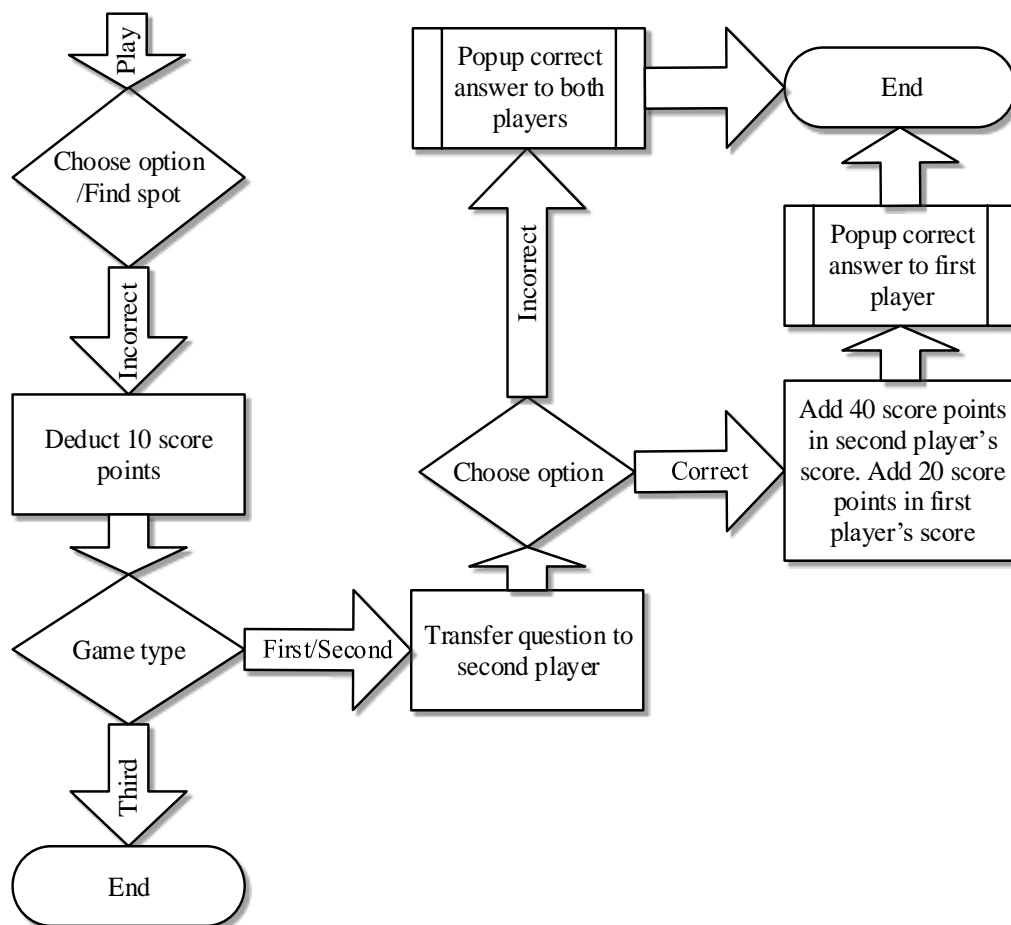 Play
Choose option
/Find spot
Incorrect
Deduct 10 score
points
Game type
Third
End
First/Second
Transfer question to
second player
Choose option
Incorrect
Popup correct
answer to both
players
Correct
Add 40 score points
in second player’s
score. Add 20 score
points in first
player’s score
Popup correct
answer to first
player
End